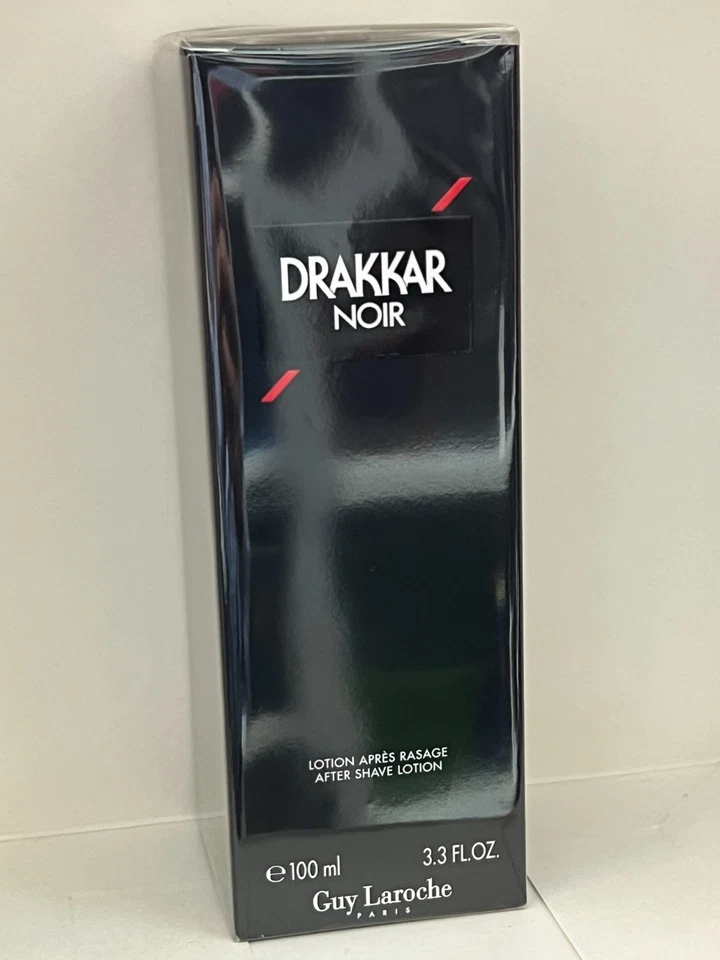 DRAKKAR
NOIR
LOTION APRÈS RASAGE
AFTER SHAVE LOTION
℮100 ml 3.3 FL.OZ.
Guy Laroche
PARIS